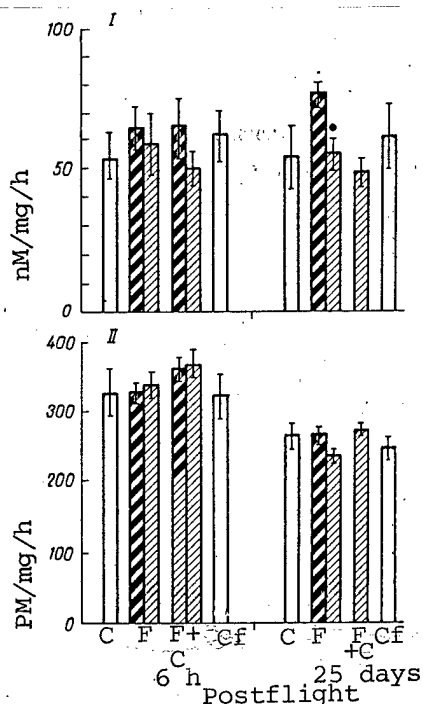 I
100
50
0
nM/mg/h
II
400
300
200
100
0
PM/mg/h
C F F+ Cf C F F Cf
C +C
6 h 25 days
Postflight